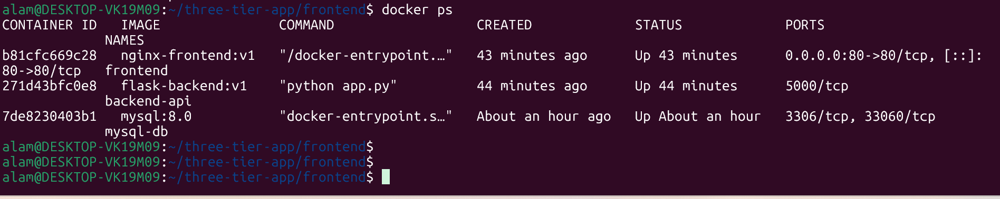 alam@DESKTOP-VK19M09:~/three-tier-app/frontend$ docker ps
CONTAINER ID   IMAGE               COMMAND                  CREATED             STATUS             PORTS
             NAMES
b81cfc669c28   nginx-frontend:v1   "/docker-entrypoint.…"   43 minutes ago      Up 43 minutes      0.0.0.0:80->80/tcp, [::]:
80->80/tcp   frontend
271d43bfc0e8   flask-backend:v1    "python app.py"          44 minutes ago      Up 44 minutes      5000/tcp
             backend-api
7de8230403b1   mysql:8.0           "docker-entrypoint.s…"   About an hour ago   Up About an hour   3306/tcp, 33060/tcp
             mysql-db
alam@DESKTOP-VK19M09:~/three-tier-app/frontend$
alam@DESKTOP-VK19M09:~/three-tier-app/frontend$
alam@DESKTOP-VK19M09:~/three-tier-app/frontend$